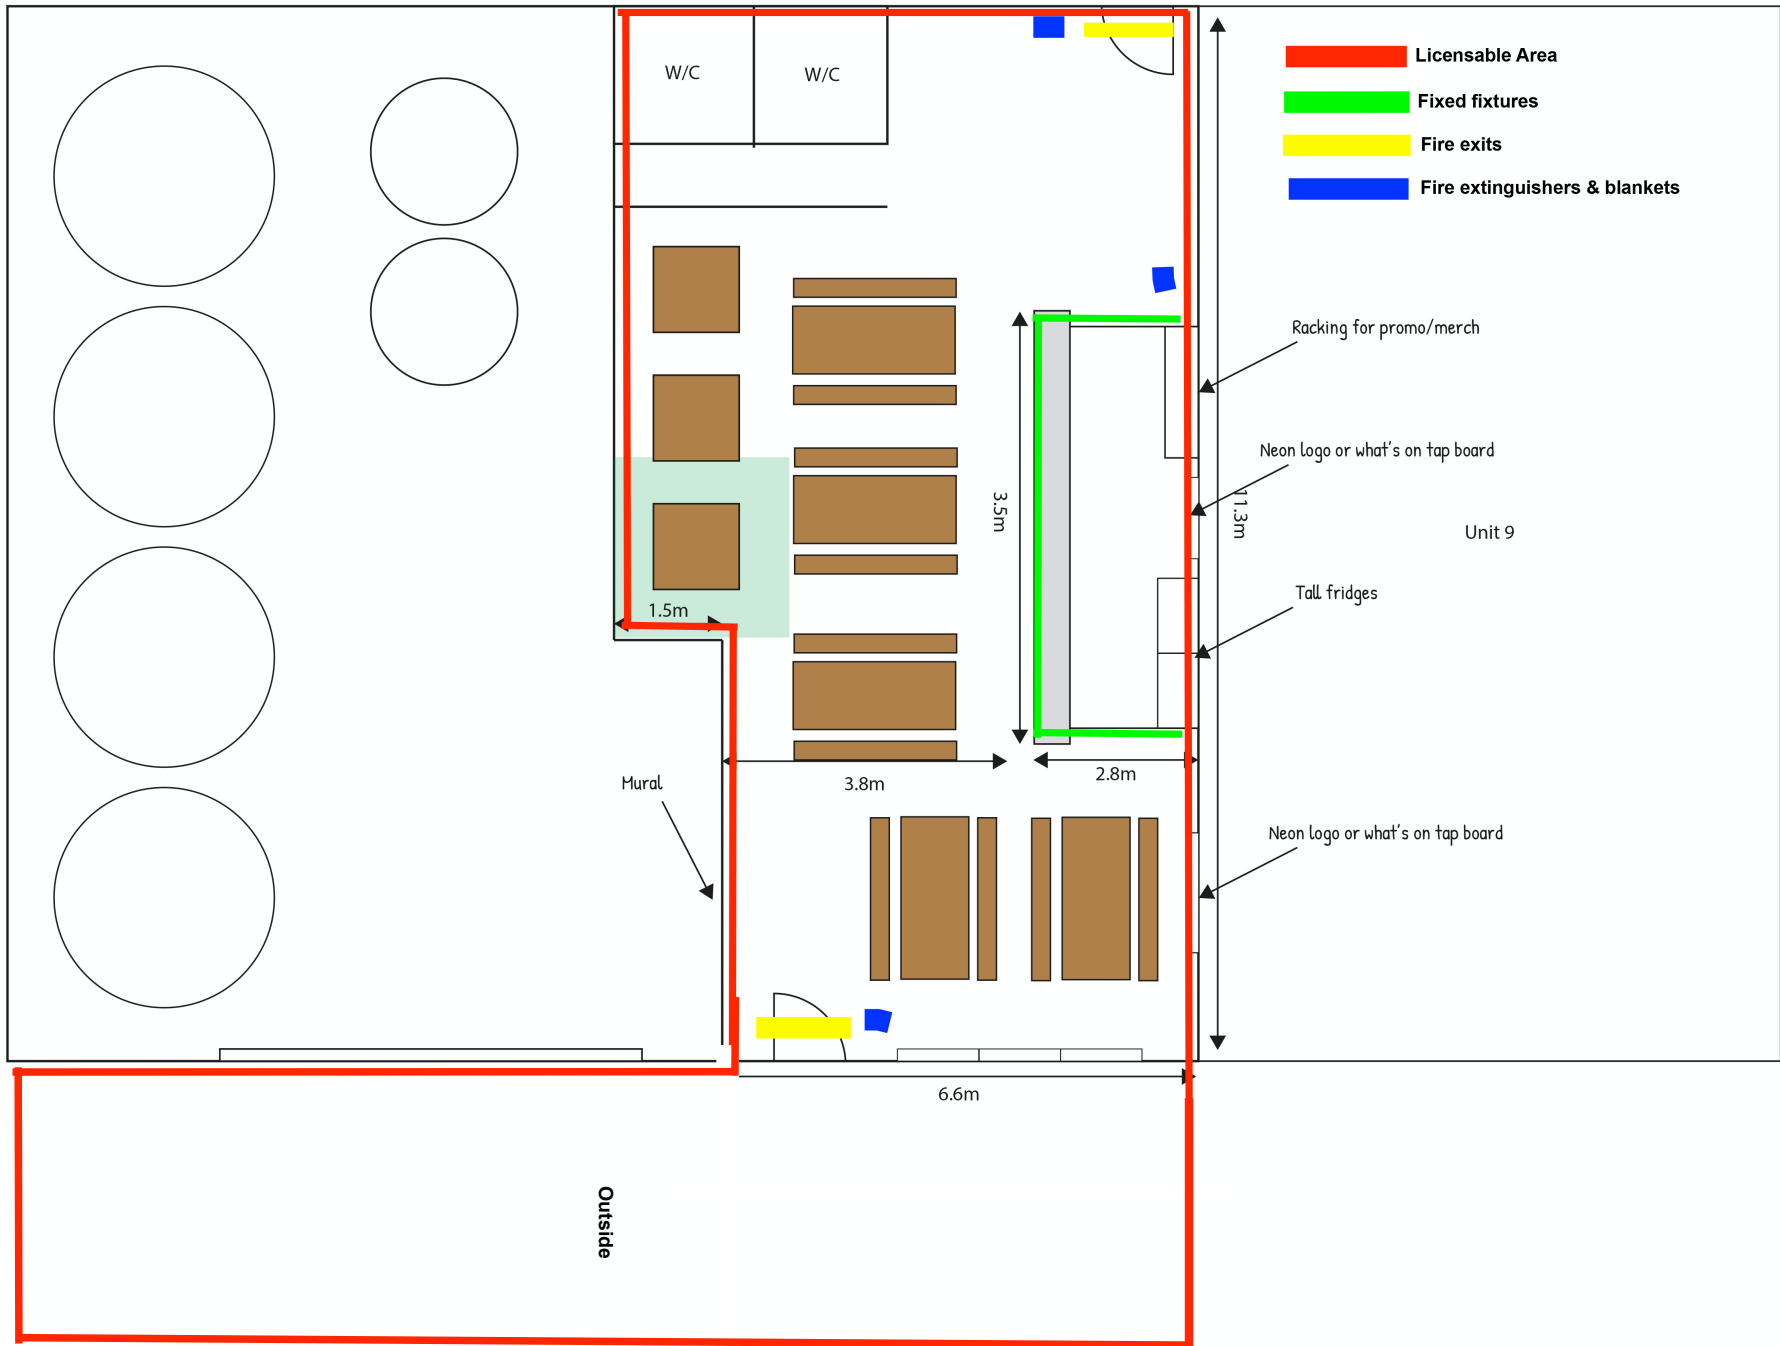 W/C
W/C
Licensable Area
Fixed fixtures
Fire exits
Fire extinguishers & blankets
Racking for promo/merch
Neon logo or what's on tap board
3.5m
11.3m
Unit 9
Tall fridges
1.5m
Mural
3.8m
2.8m
Neon logo or what's on tap board
6.6m
Outside